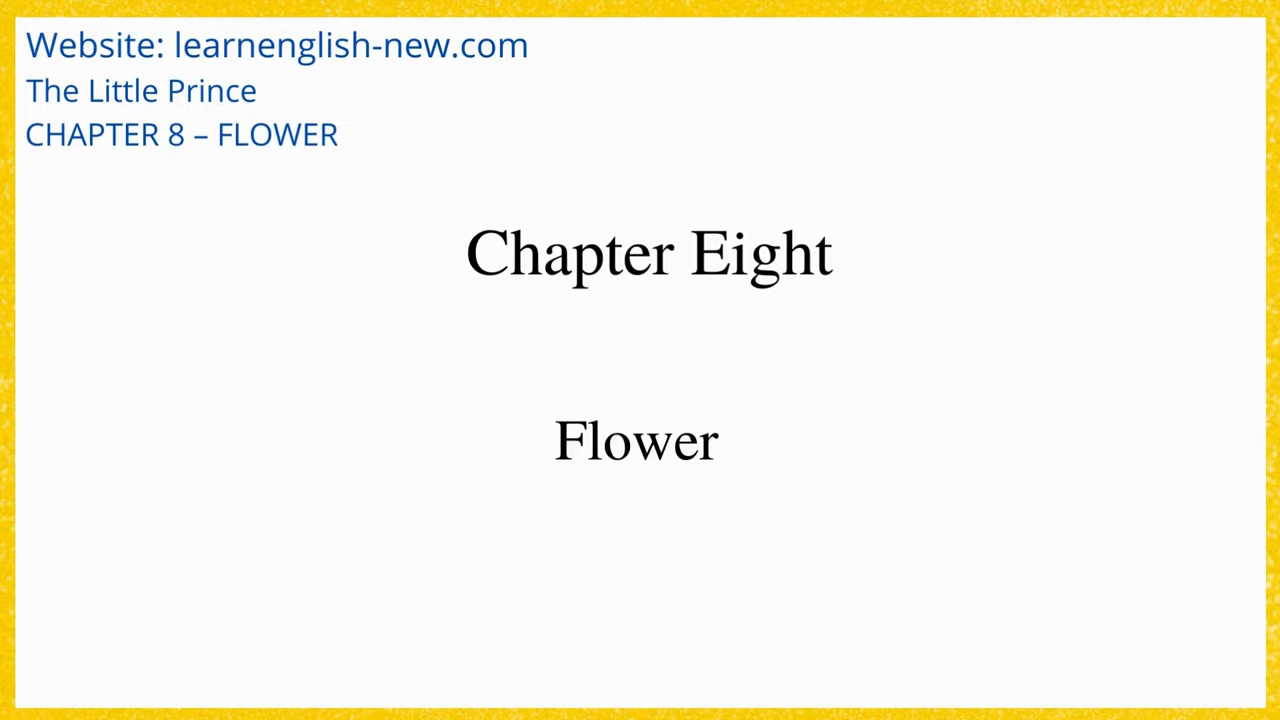 Website: learnenglish-new.com
The Little Prince
CHAPTER 8 – FLOWER
Chapter Eight
Flower